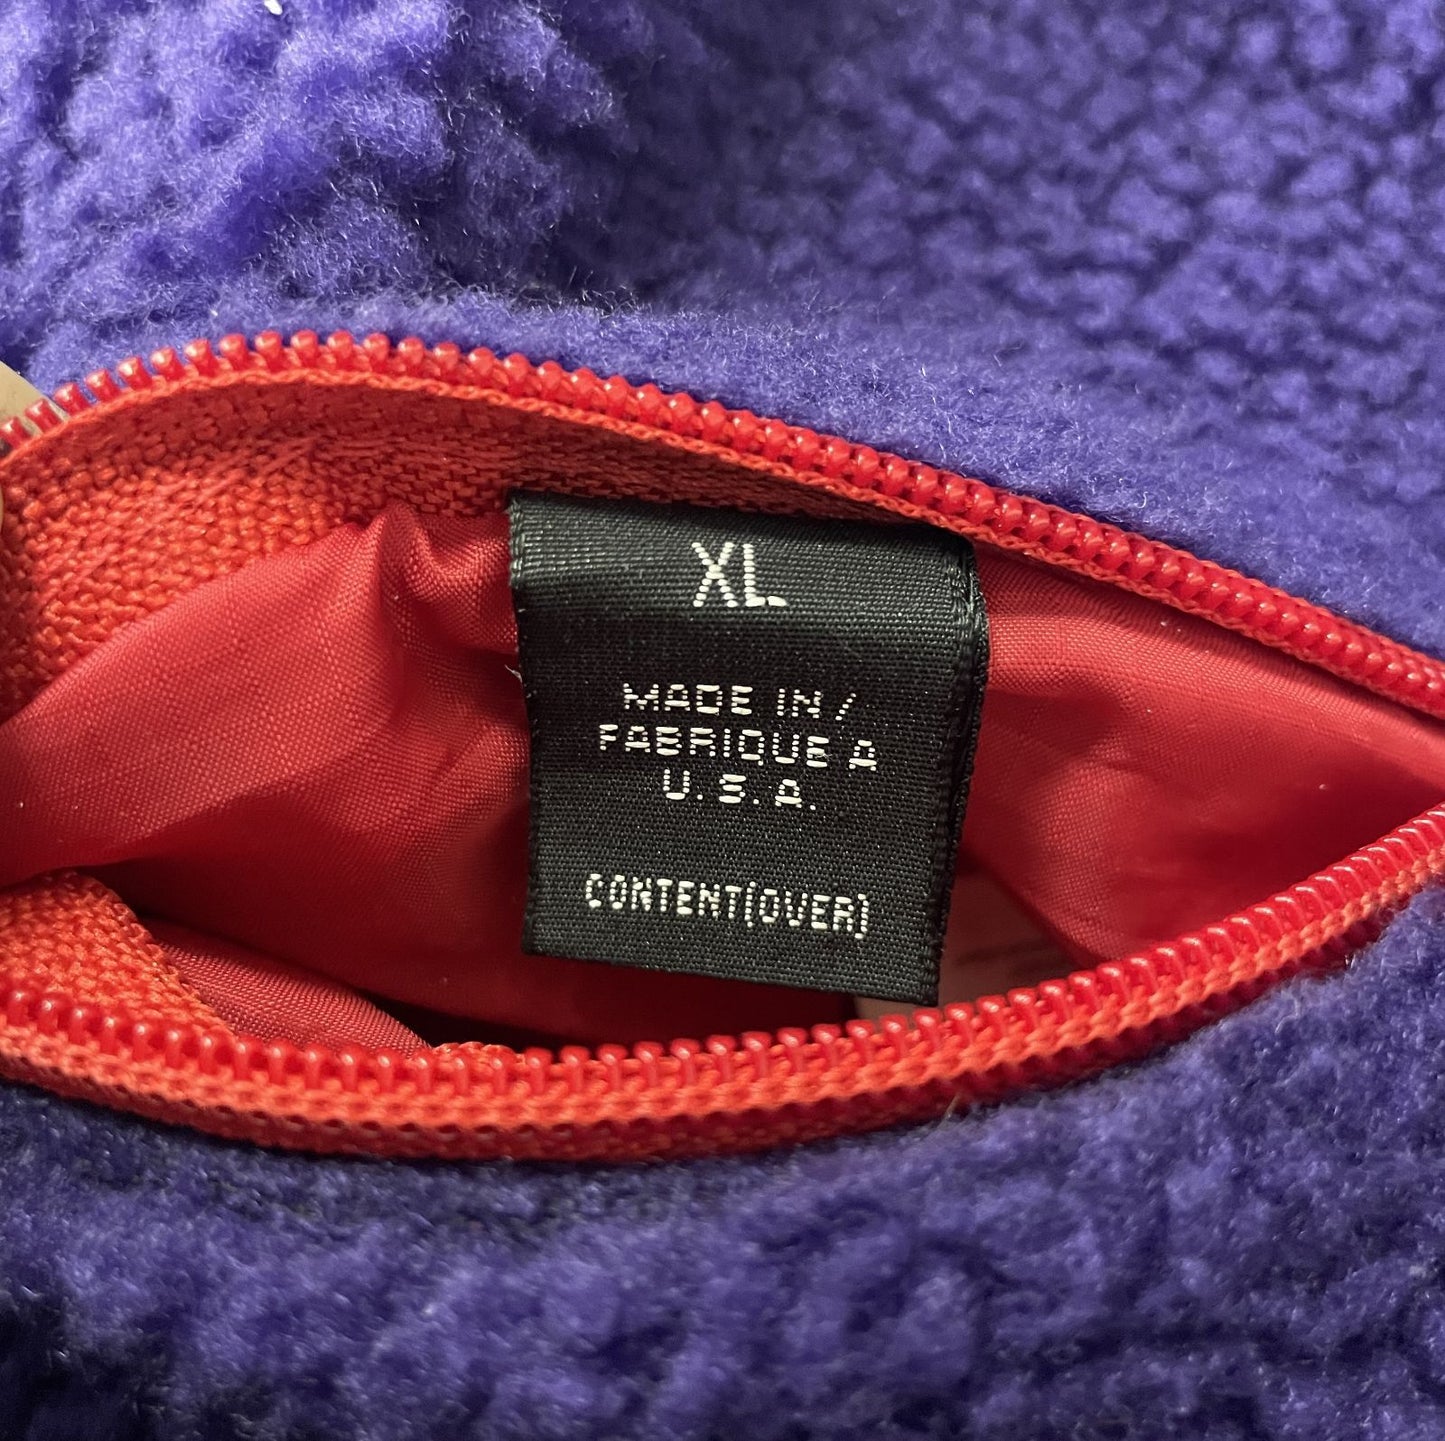 XL
MADE IN /
FABRIQUE A
U.S.A.
CONTENT(OVER)